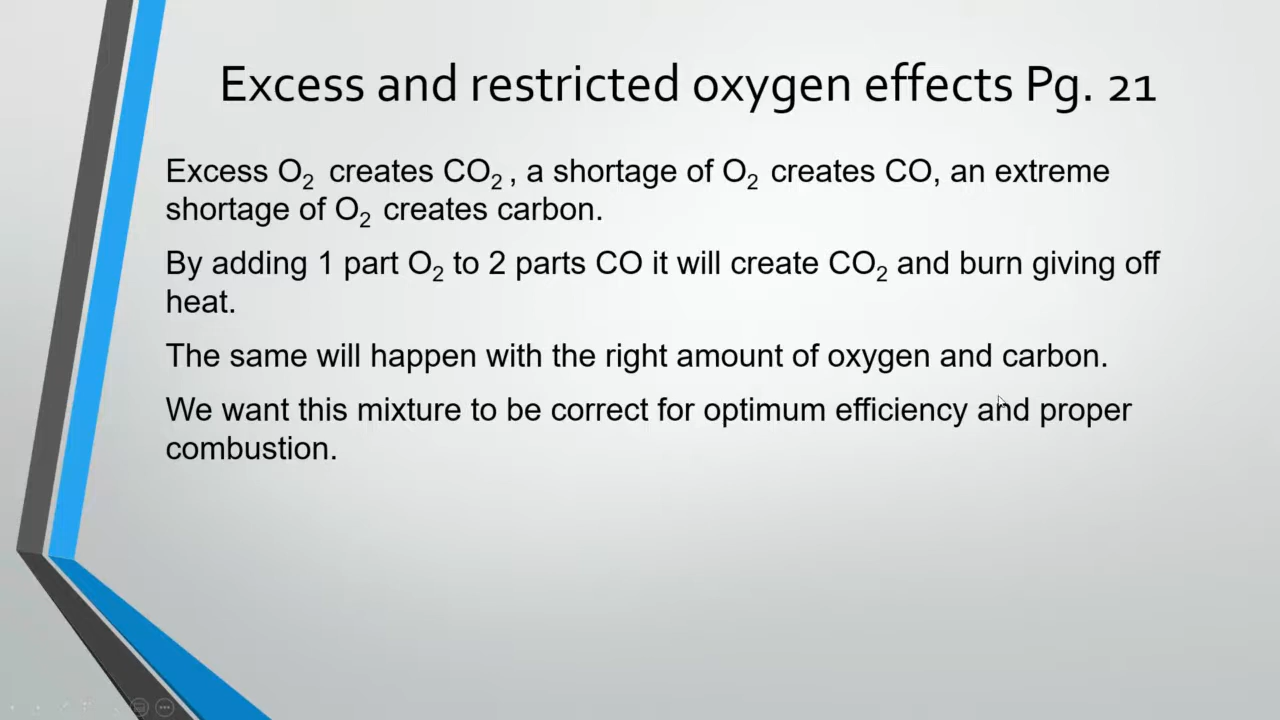 Excess and restricted oxygen effects Pg. 21
Excess O₂ creates CO₂ , a shortage of O₂ creates CO, an extreme
shortage of O₂ creates carbon.
By adding 1 part O₂ to 2 parts CO it will create CO₂ and burn giving off
heat.
The same will happen with the right amount of oxygen and carbon.
We want this mixture to be correct for optimum efficiency and proper
combustion.